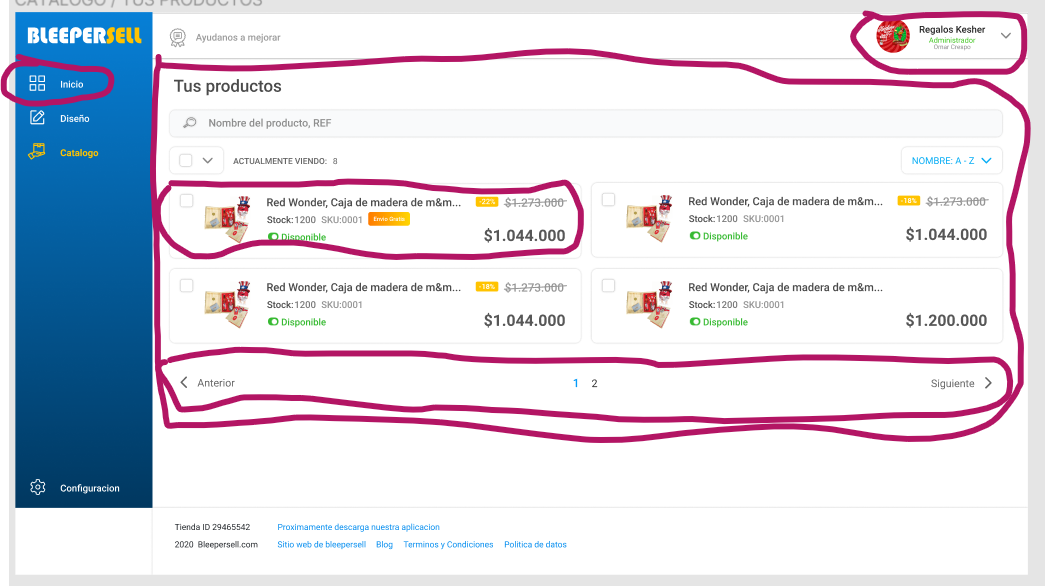 CATALOGO / TUS PRODUCTOS
BLEEPERSELL
Ayudanos a mejorar
Regalos Kesher
Administrador
Omar Crespo
Inicio
Diseño
Catalogo
Configuracion
Tus productos
Nombre del producto, REF
ACTUALMENTE VIENDO: 8
NOMBRE: A - Z
Red Wonder, Caja de madera de m&m... -22% $1.273.000
Stock:1200 SKU:0001 Envio Gratis
Disponible $1.044.000
Red Wonder, Caja de madera de m&m... -18% $1.273.000
Stock:1200 SKU:0001
Disponible $1.044.000
Red Wonder, Caja de madera de m&m... -18% $1.273.000
Stock:1200 SKU:0001
Disponible $1.044.000
Red Wonder, Caja de madera de m&m...
Stock:1200 SKU:0001
Disponible $1.200.000
Anterior 1 2 Siguiente
Tienda ID 29465542 Proximamente descarga nuestra aplicacion
2020 Bleepersell.com Sitio web de bleepersell Blog Terminos y Condiciones Politica de datos